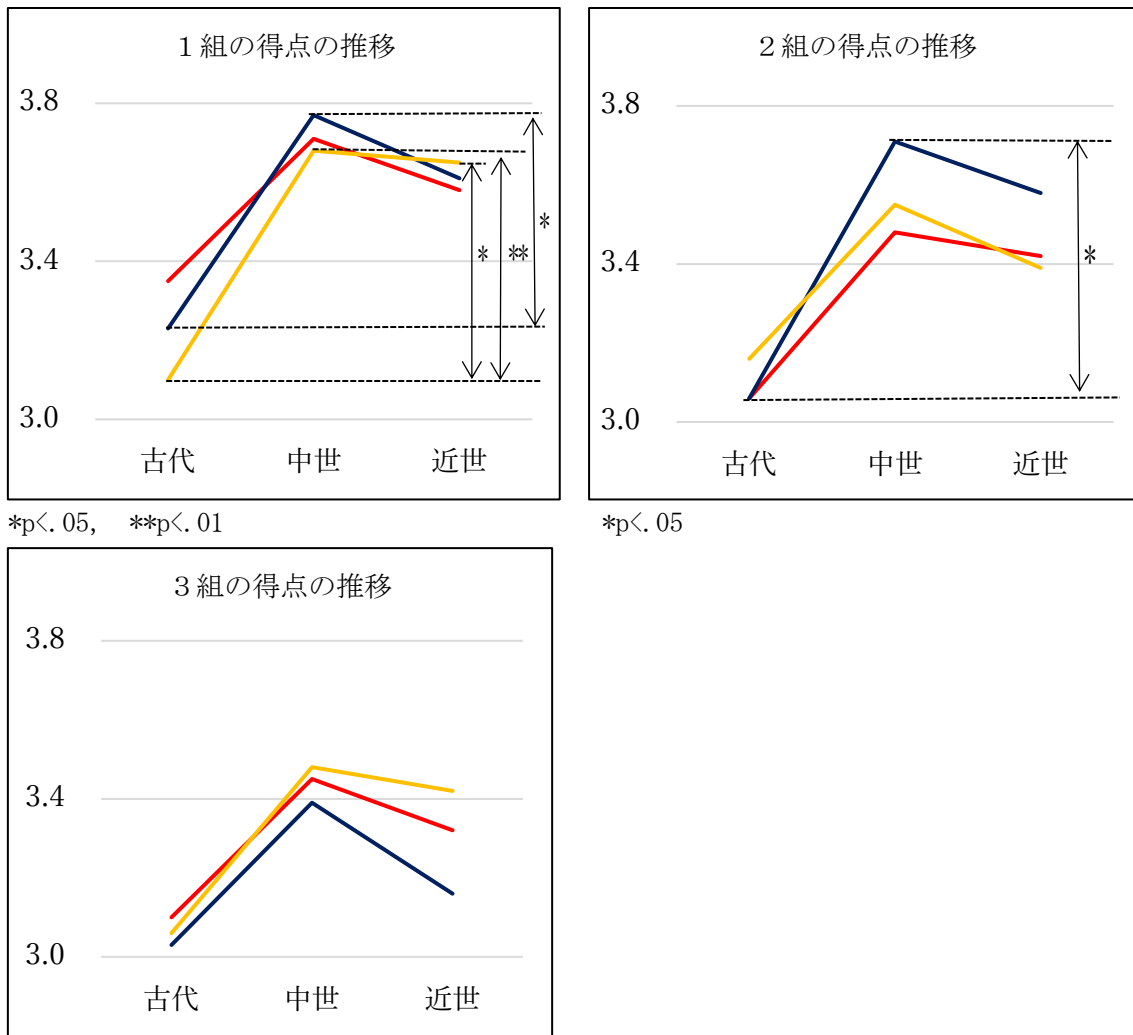 1組の得点の推移
3.8
3.4
3.0
* ** *
古代 中世 近世
*p<.05, **p<.01
2組の得点の推移
3.8
3.4
3.0
*
古代 中世 近世
*p<.05
3組の得点の推移
3.8
3.4
3.0
古代 中世 近世